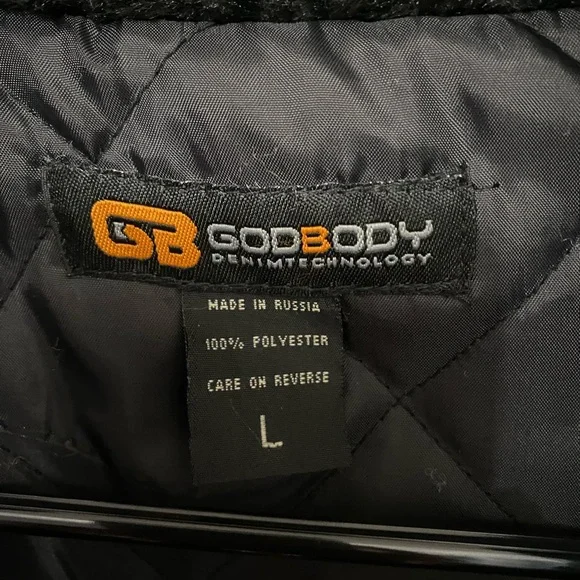 GB GODBODY
DENIMTECHNOLOGY
MADE IN RUSSIA
100% POLYESTER
CARE ON REVERSE
L